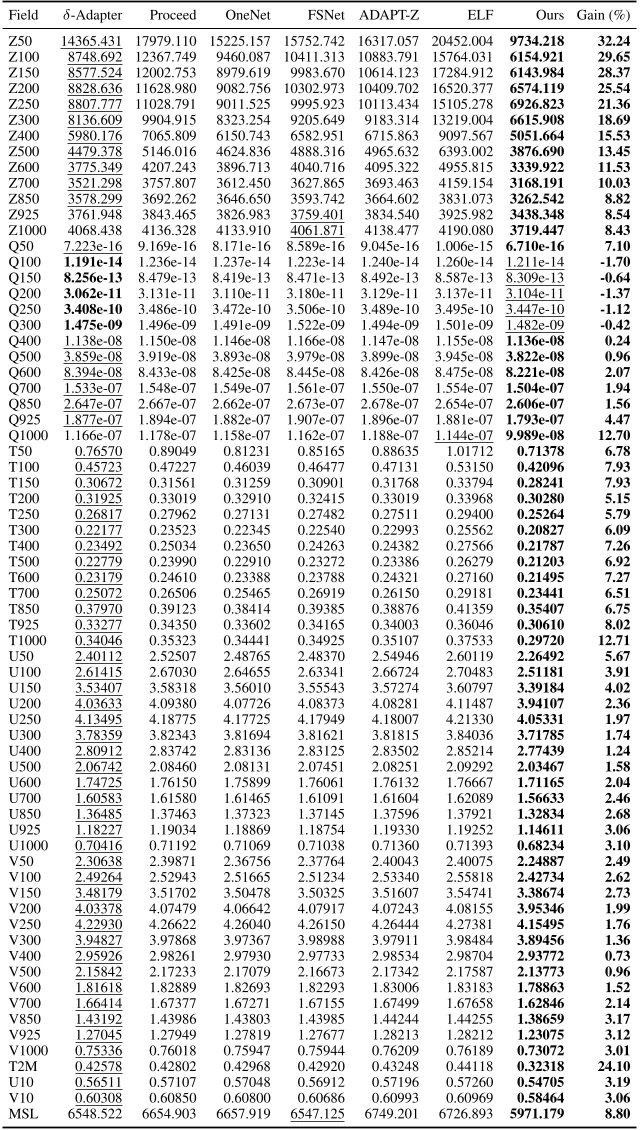 Field δ-Adapter Proceed OneNet FSNet ADAPT-Z ELF Ours Gain (%)
Z50 14365.431 17979.110 15225.157 15752.742 16317.057 20452.004 9734.218 32.24
Z100 8748.692 12367.749 9460.087 10411.313 10883.791 15764.031 6154.921 29.65
Z150 8577.524 12002.753 8979.619 9983.670 10614.123 17284.912 6143.984 28.37
Z200 8828.636 11628.980 9082.756 10302.973 10409.702 16520.377 6574.119 25.54
Z250 8807.777 11028.791 9011.525 9995.923 10113.434 15105.278 6926.823 21.36
Z300 8136.609 9904.915 8323.254 9205.649 9183.314 13219.004 6615.908 18.69
Z400 5980.176 7065.809 6150.743 6582.951 6715.863 9097.567 5051.664 15.53
Z500 4479.378 5146.016 4624.836 4888.316 4965.632 6393.002 3876.690 13.45
Z600 3775.349 4207.243 3896.713 4040.716 4095.322 4955.815 3339.922 11.53
Z700 3521.298 3757.807 3612.450 3627.865 3693.463 4159.154 3168.191 10.03
Z850 3578.299 3692.262 3646.650 3593.742 3664.602 3831.073 3262.542 8.82
Z925 3761.948 3843.465 3826.983 3759.401 3834.540 3925.982 3438.348 8.54
Z1000 4068.438 4136.328 4133.910 4061.871 4138.477 4190.080 3719.447 8.43
Q50 7.223e-16 9.169e-16 8.171e-16 8.589e-16 9.045e-16 1.006e-15 6.710e-16 7.10
Q100 1.191e-14 1.236e-14 1.237e-14 1.223e-14 1.240e-14 1.260e-14 1.211e-14 -1.70
Q150 8.256e-13 8.479e-13 8.419e-13 8.471e-13 8.492e-13 8.587e-13 8.309e-13 -0.64
Q200 3.062e-11 3.131e-11 3.110e-11 3.180e-11 3.129e-11 3.137e-11 3.104e-11 -1.37
Q250 3.408e-10 3.486e-10 3.472e-10 3.506e-10 3.489e-10 3.495e-10 3.447e-10 -1.12
Q300 1.475e-09 1.496e-09 1.491e-09 1.522e-09 1.494e-09 1.501e-09 1.482e-09 -0.42
Q400 1.138e-08 1.150e-08 1.146e-08 1.166e-08 1.147e-08 1.155e-08 1.136e-08 0.24
Q500 3.859e-08 3.919e-08 3.893e-08 3.979e-08 3.899e-08 3.945e-08 3.822e-08 0.96
Q600 8.394e-08 8.433e-08 8.425e-08 8.445e-08 8.426e-08 8.475e-08 8.221e-08 2.07
Q700 1.533e-07 1.548e-07 1.549e-07 1.561e-07 1.550e-07 1.554e-07 1.504e-07 1.94
Q850 2.647e-07 2.667e-07 2.662e-07 2.673e-07 2.678e-07 2.654e-07 2.606e-07 1.56
Q925 1.877e-07 1.894e-07 1.882e-07 1.907e-07 1.896e-07 1.881e-07 1.793e-07 4.47
Q1000 1.166e-07 1.178e-07 1.158e-07 1.162e-07 1.188e-07 1.144e-07 9.989e-08 12.70
T50 0.76570 0.89049 0.81231 0.85165 0.88635 1.01712 0.71378 6.78
T100 0.45723 0.47227 0.46039 0.46477 0.47131 0.53150 0.42096 7.93
T150 0.30672 0.31561 0.31259 0.30901 0.31768 0.33794 0.28241 7.93
T200 0.31925 0.33019 0.32910 0.32415 0.33019 0.33968 0.30280 5.15
T250 0.26817 0.27962 0.27131 0.27482 0.27511 0.29400 0.25264 5.79
T300 0.22177 0.23523 0.22345 0.22540 0.22993 0.25562 0.20827 6.09
T400 0.23492 0.25034 0.23650 0.24263 0.24382 0.27566 0.21787 7.26
T500 0.22779 0.23990 0.22910 0.23272 0.23386 0.26279 0.21203 6.92
T600 0.23179 0.24610 0.23388 0.23788 0.24321 0.27160 0.21495 7.27
T700 0.25072 0.26506 0.25465 0.26919 0.26150 0.29181 0.23441 6.51
T850 0.37970 0.39123 0.38414 0.39385 0.38876 0.41359 0.35407 6.75
T925 0.33277 0.34350 0.33602 0.34165 0.34003 0.36046 0.30610 8.02
T1000 0.34046 0.35323 0.34441 0.34925 0.35107 0.37533 0.29720 12.71
U50 2.40112 2.52507 2.48765 2.48370 2.54946 2.60119 2.26492 5.67
U100 2.61415 2.67030 2.64655 2.63341 2.66724 2.70483 2.51181 3.91
U150 3.53407 3.58318 3.56010 3.55543 3.57274 3.60797 3.39184 4.02
U200 4.03633 4.09380 4.07726 4.08373 4.08281 4.11487 3.94107 2.36
U250 4.13495 4.18775 4.17725 4.17949 4.18007 4.21330 4.05331 1.97
U300 3.78359 3.82343 3.81694 3.81621 3.81815 3.84036 3.71785 1.74
U400 2.80912 2.83742 2.83136 2.83125 2.83502 2.85214 2.77439 1.24
U500 2.06742 2.08460 2.08131 2.07451 2.08251 2.09292 2.03467 1.58
U600 1.74725 1.76150 1.75899 1.76061 1.76132 1.76667 1.71165 2.04
U700 1.60583 1.61580 1.61465 1.61091 1.61604 1.62089 1.56633 2.46
U850 1.36485 1.37463 1.37323 1.37145 1.37596 1.37921 1.32834 2.68
U925 1.18227 1.19034 1.18869 1.18754 1.19330 1.19252 1.14611 3.06
U1000 0.70416 0.71192 0.71069 0.71038 0.71360 0.71393 0.68234 3.10
V50 2.30638 2.39871 2.36756 2.37764 2.40043 2.40075 2.24887 2.49
V100 2.49264 2.52943 2.51665 2.51234 2.53340 2.55818 2.42734 2.62
V150 3.48179 3.51702 3.50478 3.50325 3.51607 3.54741 3.38674 2.73
V200 4.03378 4.07479 4.06642 4.07917 4.07243 4.08155 3.95346 1.99
V250 4.22930 4.26622 4.26040 4.26150 4.26444 4.27381 4.15495 1.76
V300 3.94827 3.97868 3.97367 3.98988 3.97911 3.98484 3.89456 1.36
V400 2.95926 2.98261 2.97930 2.97733 2.98534 2.98704 2.93772 0.73
V500 2.15842 2.17233 2.17079 2.16673 2.17342 2.17587 2.13773 0.96
V600 1.81618 1.82889 1.82693 1.82293 1.83006 1.83183 1.78863 1.52
V700 1.66414 1.67377 1.67271 1.67155 1.67499 1.67658 1.62846 2.14
V850 1.43192 1.43986 1.43803 1.43985 1.44244 1.44255 1.38659 3.17
V925 1.27045 1.27949 1.27819 1.27677 1.28213 1.28212 1.23075 3.12
V1000 0.75336 0.76018 0.75947 0.75944 0.76209 0.76189 0.73072 3.01
T2M 0.42578 0.42802 0.42968 0.42920 0.43248 0.44118 0.32318 24.10
U10 0.56511 0.57107 0.57048 0.56912 0.57196 0.57260 0.54705 3.19
V10 0.60308 0.60850 0.60800 0.60686 0.60993 0.60969 0.58464 3.06
MSL 6548.522 6654.903 6657.919 6547.125 6749.201 6726.893 5971.179 8.80